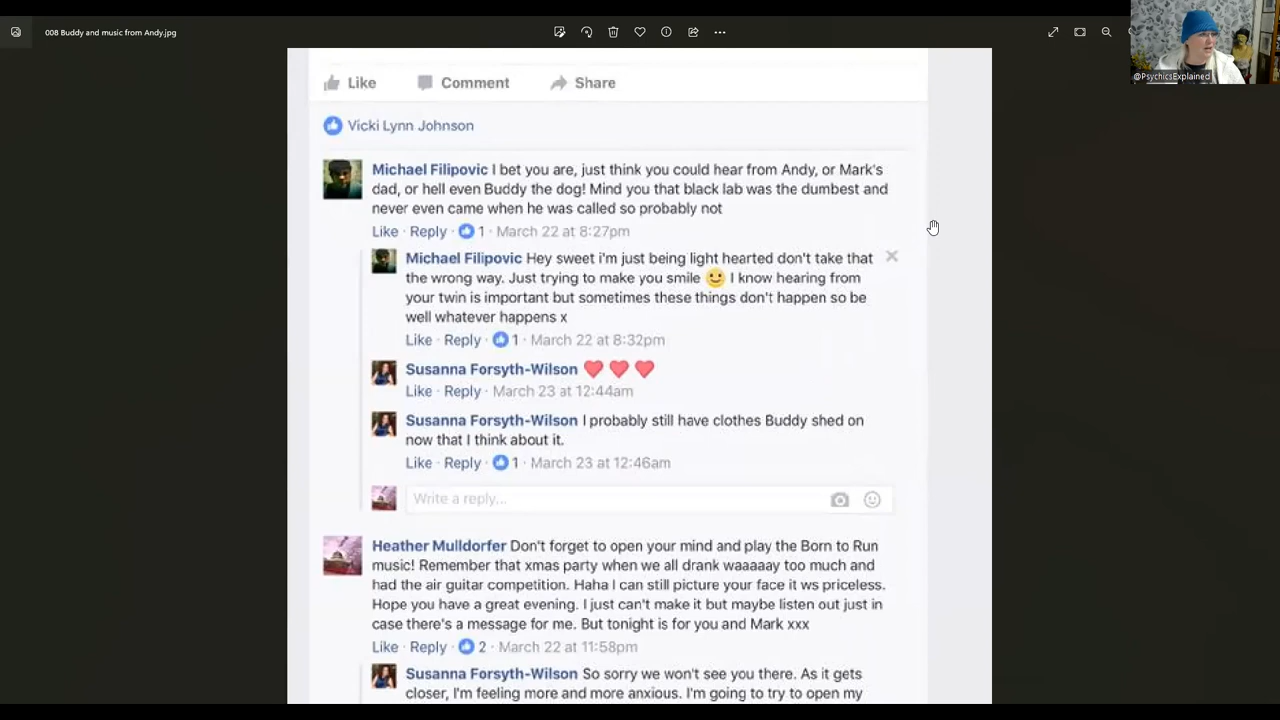 008 Buddy and music from Andy.jpg
@PsychicsExplained
Like Comment Share
Vicki Lynn Johnson
Michael Filipovic I bet you are, just think you could hear from Andy, or Mark's
dad, or hell even Buddy the dog! Mind you that black lab was the dumbest and
never even came when he was called so probably not
Like · Reply · 1 · March 22 at 8:27pm
Michael Filipovic Hey sweet i'm just being light hearted don't take that
the wrong way. Just trying to make you smile 🙂 I know hearing from
your twin is important but sometimes these things don't happen so be
well whatever happens x
Like · Reply · 1 · March 22 at 8:32pm
Susanna Forsyth-Wilson ❤️ ❤️ ❤️
Like · Reply · March 23 at 12:44am
Susanna Forsyth-Wilson I probably still have clothes Buddy shed on
now that I think about it.
Like · Reply · 1 · March 23 at 12:46am
Write a reply...
Heather Mulldorfer Don't forget to open your mind and play the Born to Run
music! Remember that xmas party when we all drank waaaaay too much and
had the air guitar competition. Haha I can still picture your face it ws priceless.
Hope you have a great evening. I just can't make it but maybe listen out just in
case there's a message for me. But tonight is for you and Mark xxx
Like · Reply · 2 · March 22 at 11:58pm
Susanna Forsyth-Wilson So sorry we won't see you there. As it gets
closer, I'm feeling more and more anxious. I'm going to try to open my